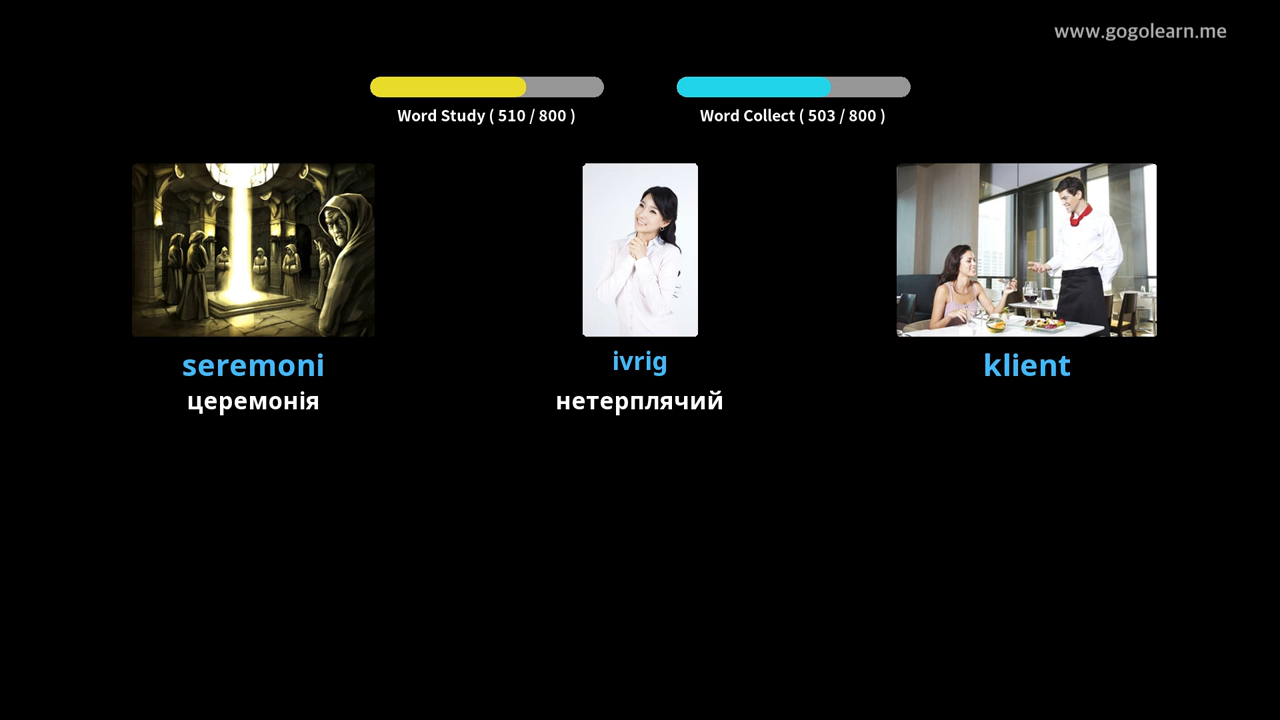 www.gogolearn.me
Word Study ( 510 / 800 )
Word Collect ( 503 / 800 )
seremoni
ivrig
klient
церемонія
нетерплячий